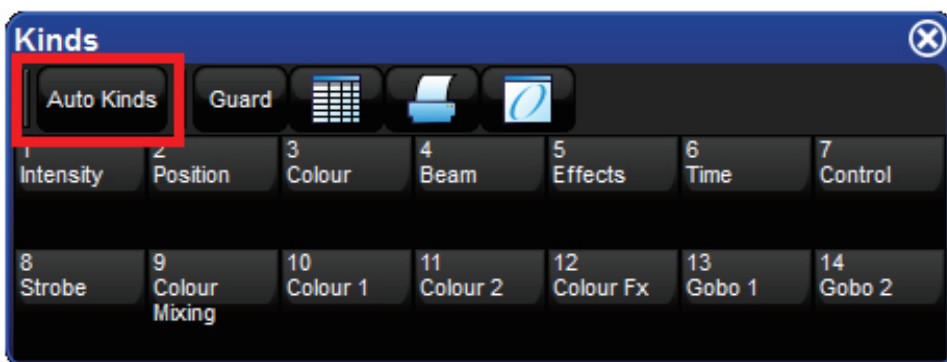 Kinds
Auto Kinds Guard
1 2 3 4 5 6 7
Intensity Position Colour Beam Effects Time Control
8 9 10 11 12 13 14
Strobe Colour Colour 1 Colour 2 Colour Fx Gobo 1 Gobo 2
Mixing